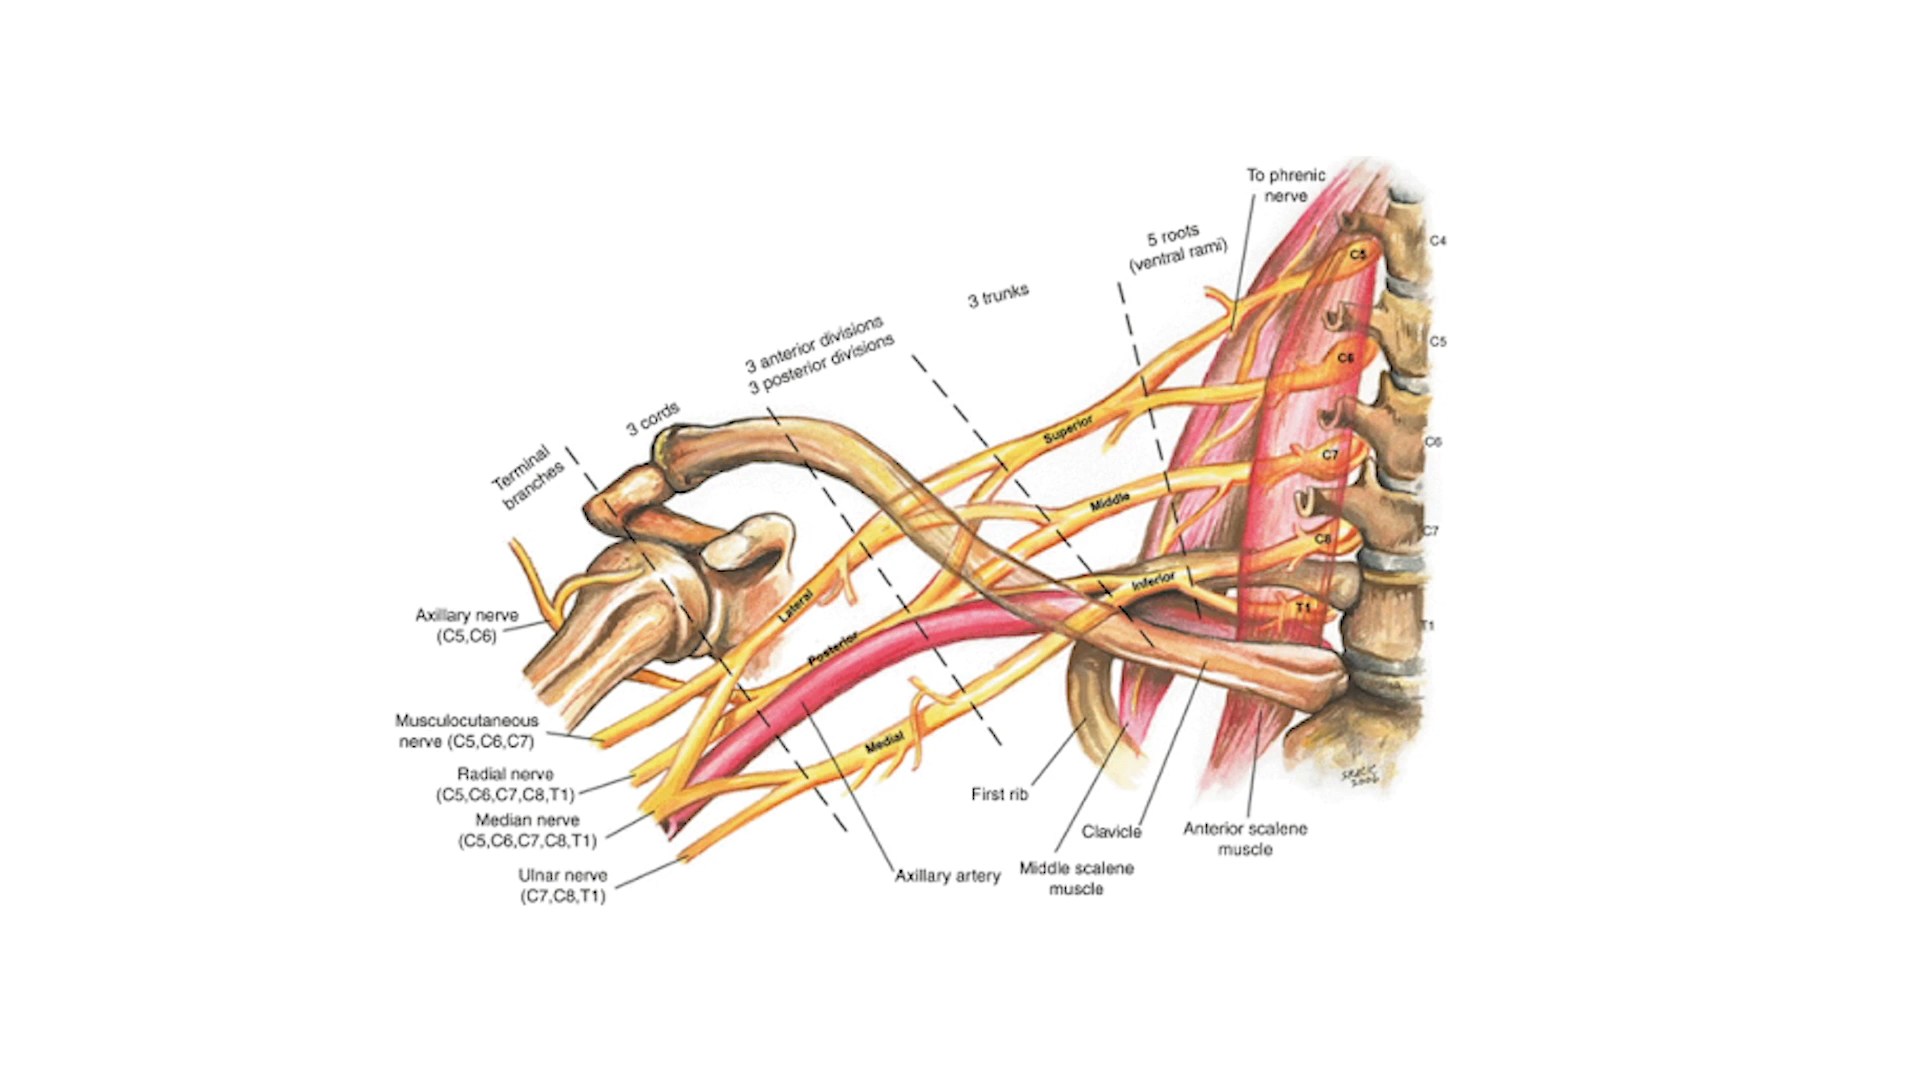 To phrenic
nerve
5 roots
(ventral rami)
3 trunks
3 anterior divisions
3 posterior divisions
3 cords
Terminal
branches
C4
C5
C5
C6
C6
C7
C7
C8
T1
T1
Superior
Middle
Inferior
Lateral
Posterior
Medial
Axillary nerve
(C5,C6)
Musculocutaneous
nerve (C5,C6,C7)
Radial nerve
(C5,C6,C7,C8,T1)
Median nerve
(C5,C6,C7,C8,T1)
Ulnar nerve
(C7,C8,T1)
Axillary artery
First rib
Clavicle
Middle scalene
muscle
Anterior scalene
muscle
2006